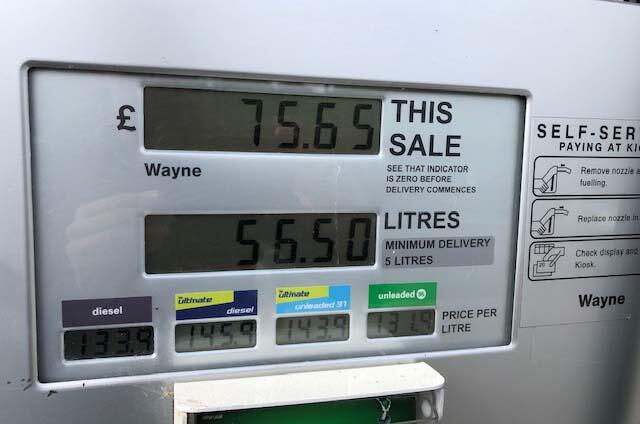 £ 75.65 THIS
SALE
Wayne
SEE THAT INDICATOR
IS ZERO BEFORE
DELIVERY COMMENCES
56.50 LITRES
MINIMUM DELIVERY
5 LITRES
diesel
ultimate
diesel
ultimate
unleaded 97
unleaded 95
133.9 145.9 143.9 131.9
PRICE PER
LITRE
SELF-SER
PAYING AT KI
Remove nozzle a
fuelling.
Replace nozzle in
Check display and
Kiosk.
Wayne